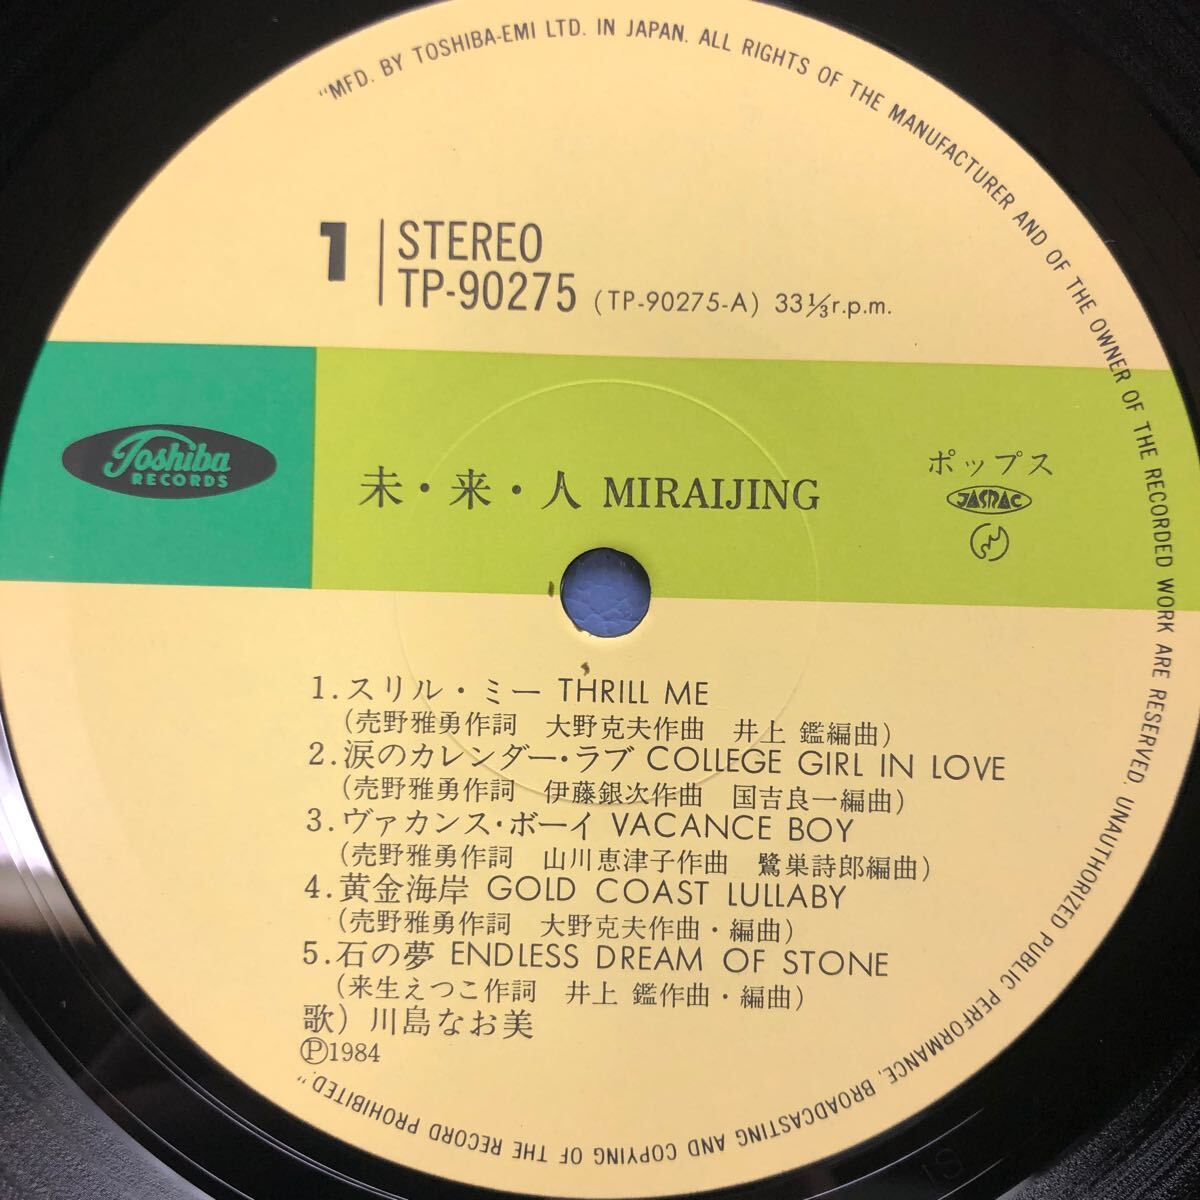 "MFD. BY TOSHIBA-EMI LTD. IN JAPAN. ALL RIGHTS OF THE MANUFACTURER AND OF THE OWNER OF THE RECORDED WORK ARE RESERVED. UNAUTHORIZED PUBLIC PERFORMANCE, BROADCASTING AND COPYING OF THE RECORD PROHIBITED."
1
STEREO
TP-90275 (TP-90275-A) 33⅓r.p.m.
Toshiba
RECORDS
未・来・人 MIRAIJING
ポップス
JASRAC
1.スリル・ミー THRILL ME
(売野雅勇作詞 大野克夫作曲 井上 鑑編曲)
2.涙のカレンダー・ラブ COLLEGE GIRL IN LOVE
(売野雅勇作詞 伊藤銀次作曲 国吉良一編曲)
3.ヴァカンス・ボーイ VACANCE BOY
(売野雅勇作詞 山川恵津子作曲 鷺巣詩郎編曲)
4.黄金海岸 GOLD COAST LULLABY
(売野雅勇作詞 大野克夫作曲・編曲)
5.石の夢 ENDLESS DREAM OF STONE
(来生えつこ作詞 井上 鑑作曲・編曲)
歌) 川島なお美
Ⓟ1984